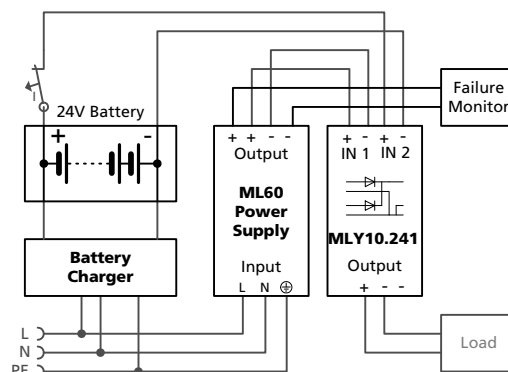 24V Battery
+ -
Battery
Charger
+ + - -
Output
ML60
Power
Supply
Input
L N
+ - + -
IN 1 IN 2
MLY10.241
Output
+ - -
Failure
Monitor
Load
L
N
PE